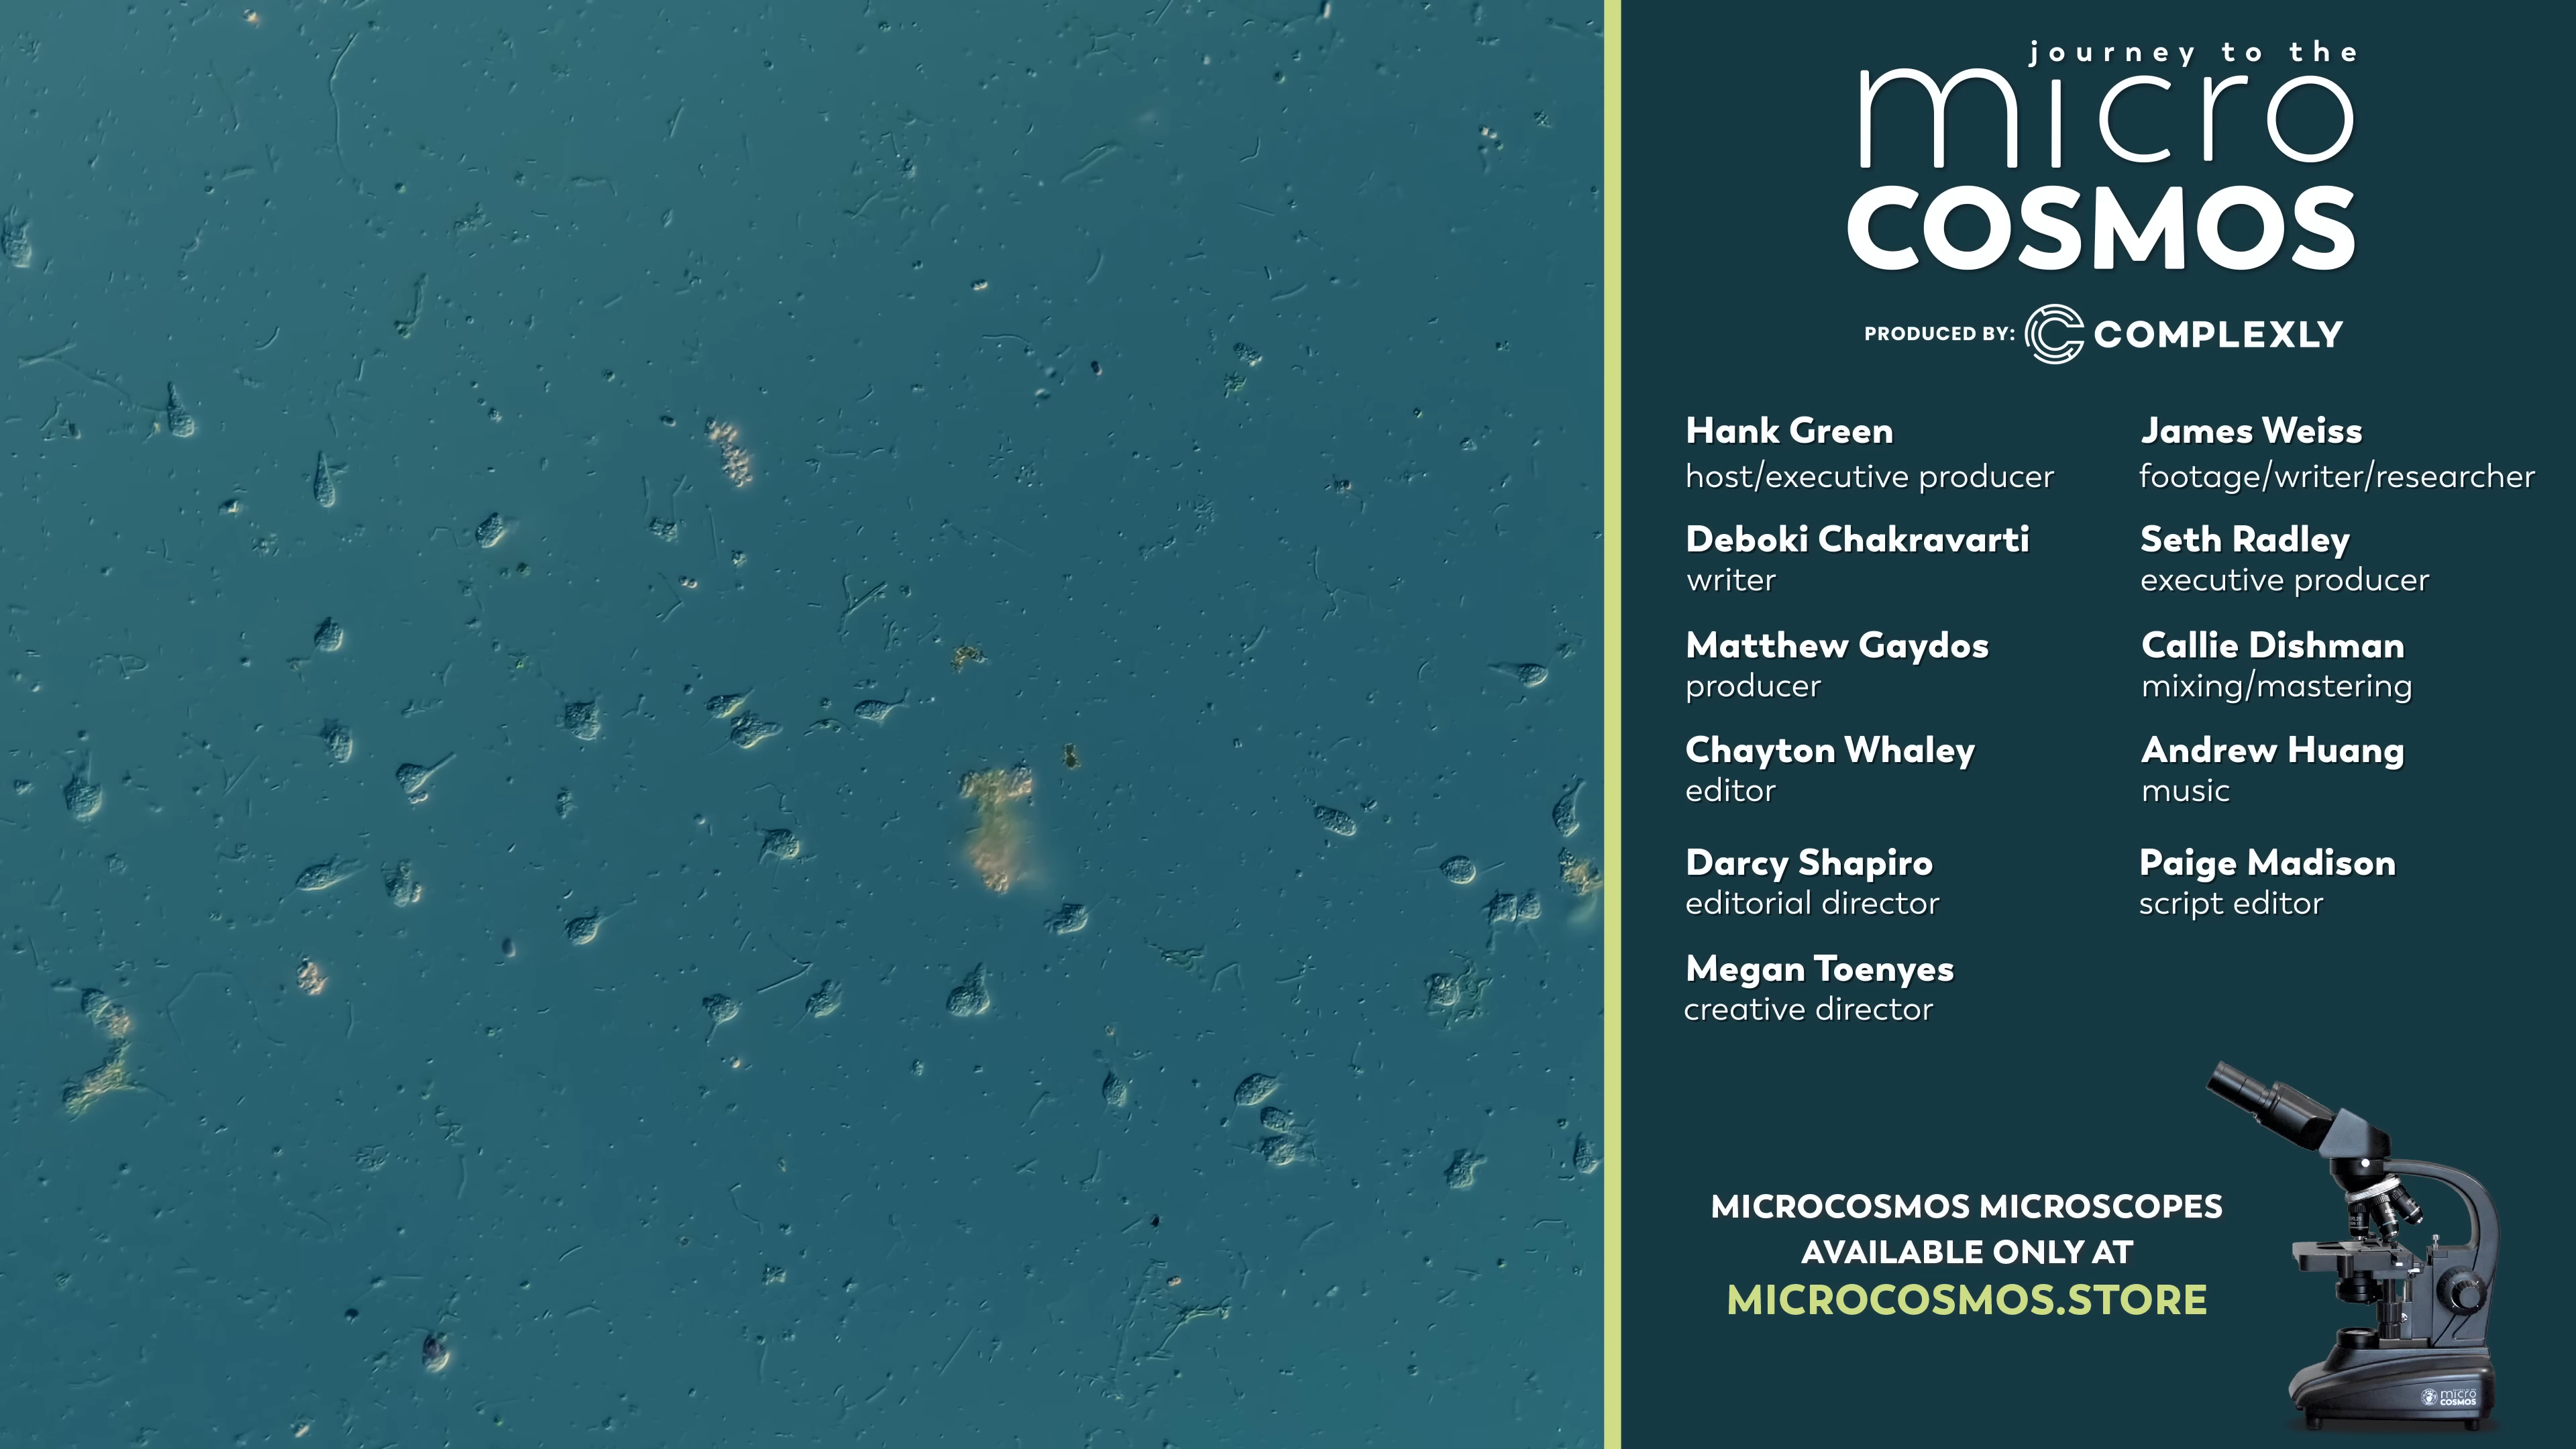 journey to the
micro
COSMOS
PRODUCED BY: COMPLEXLY
Hank Green
host/executive producer
James Weiss
footage/writer/researcher
Deboki Chakravarti
writer
Seth Radley
executive producer
Matthew Gaydos
producer
Callie Dishman
mixing/mastering
Chayton Whaley
editor
Andrew Huang
music
Darcy Shapiro
editorial director
Paige Madison
script editor
Megan Toenyes
creative director
MICROCOSMOS MICROSCOPES
AVAILABLE ONLY AT
MICROCOSMOS.STORE
micro
COSMOS